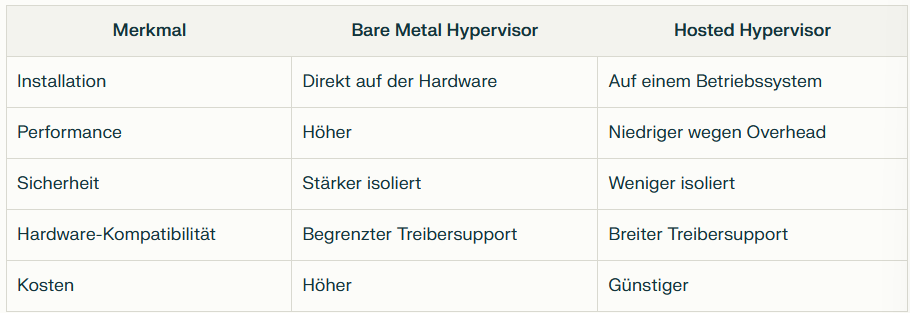 Merkmal Bare Metal Hypervisor Hosted Hypervisor
Installation Direkt auf der Hardware Auf einem Betriebssystem
Performance Höher Niedriger wegen Overhead
Sicherheit Stärker isoliert Weniger isoliert
Hardware-Kompatibilität Begrenzter Treibersupport Breiter Treibersupport
Kosten Höher Günstiger